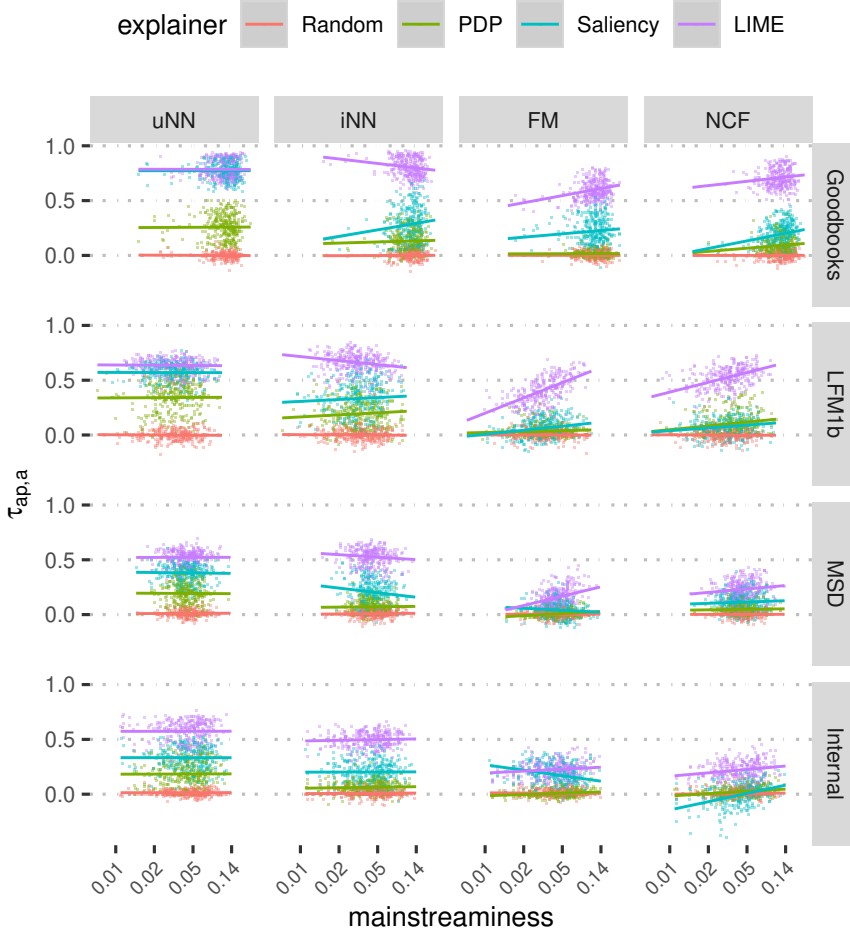 explainer Random PDP Saliency LIME
uNN iNN FM NCF
1.0
0.5
0.0
Goodbooks
1.0
0.5
0.0
LFM1b
1.0
0.5
0.0
MSD
1.0
0.5
0.0
Internal
τap,a
0.01 0.02 0.05 0.14 0.01 0.02 0.05 0.14 0.01 0.02 0.05 0.14 0.01 0.02 0.05 0.14
mainstreaminess